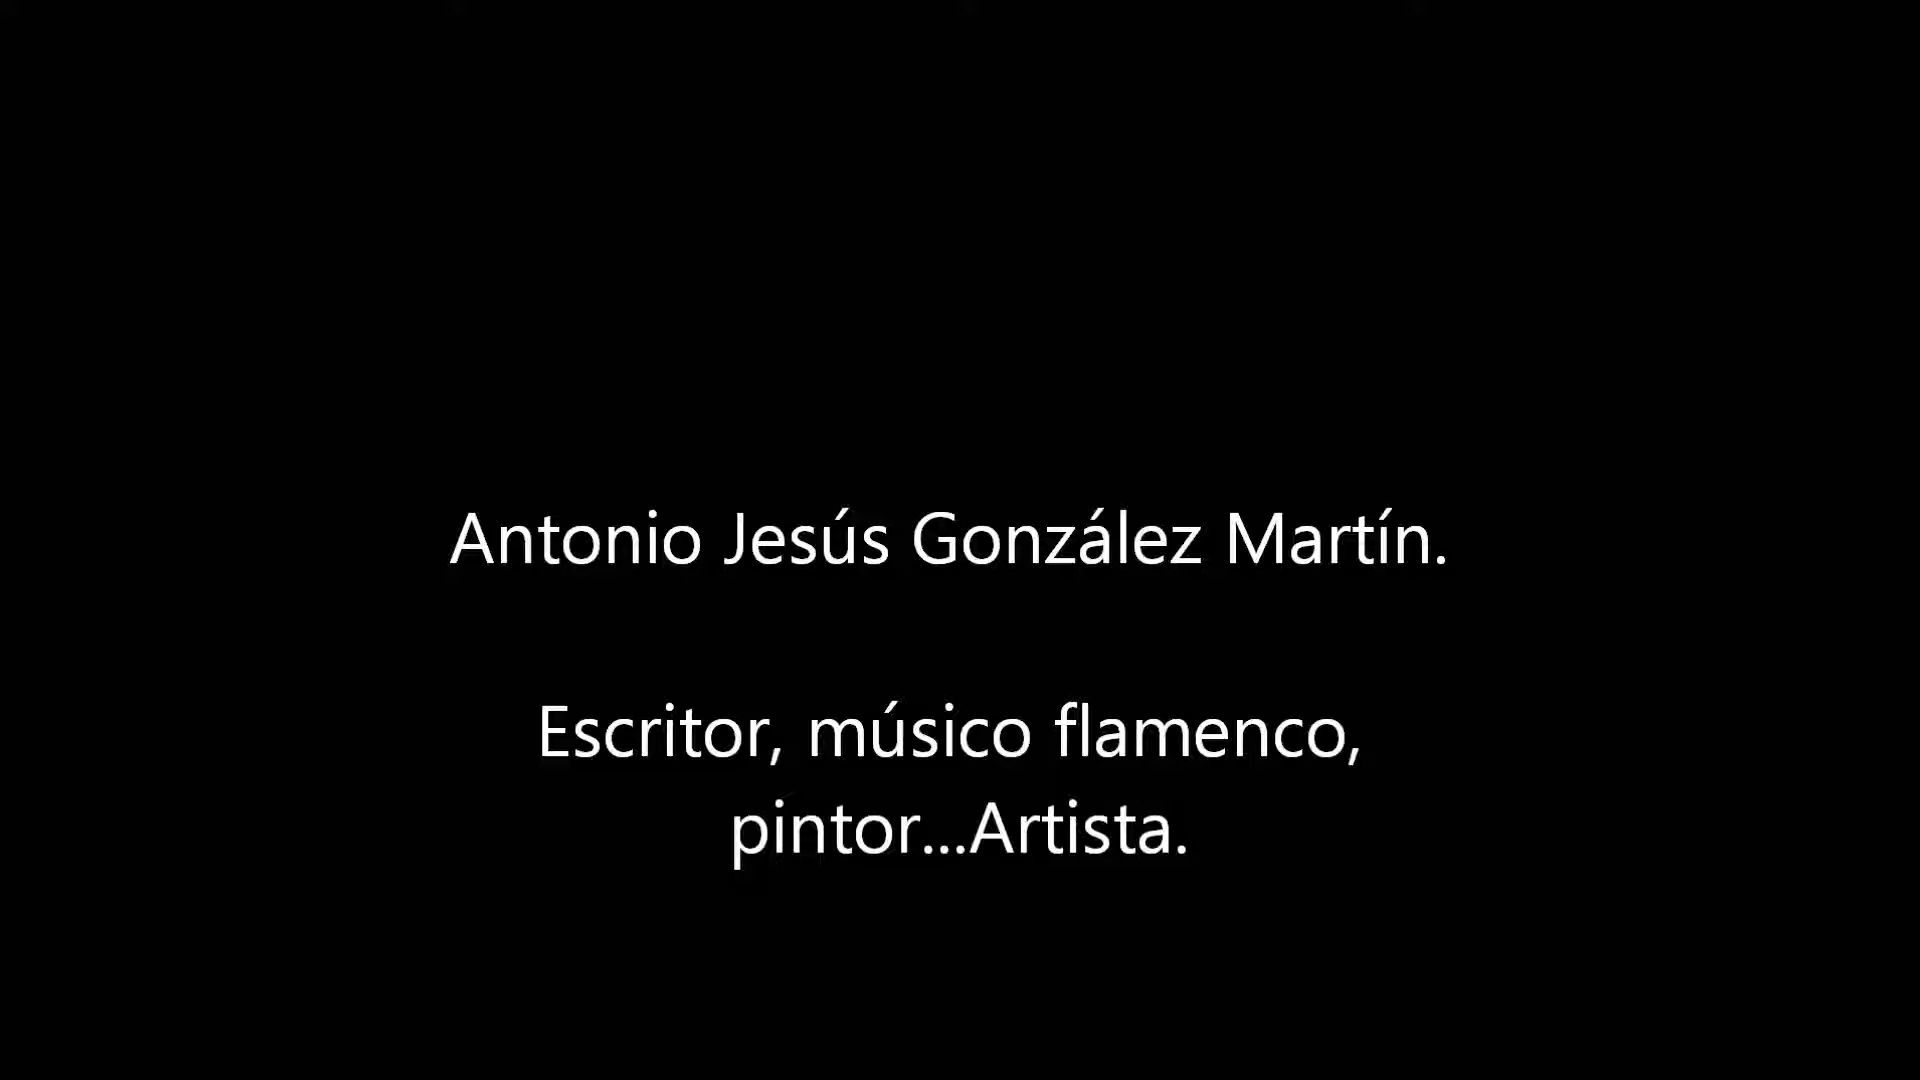 Antonio Jesús González Martín.
Escritor, músico flamenco,
pintor...Artista.